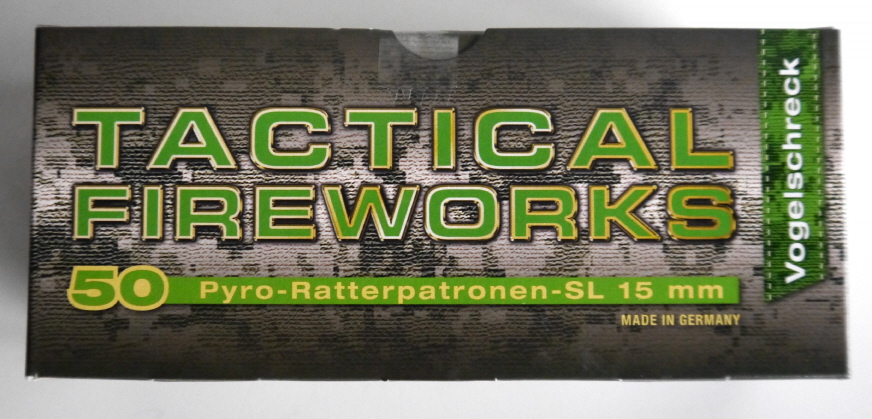 TACTICAL
FIREWORKS
50 Pyro-Ratterpatronen-SL 15 mm
MADE IN GERMANY
Vogelschreck